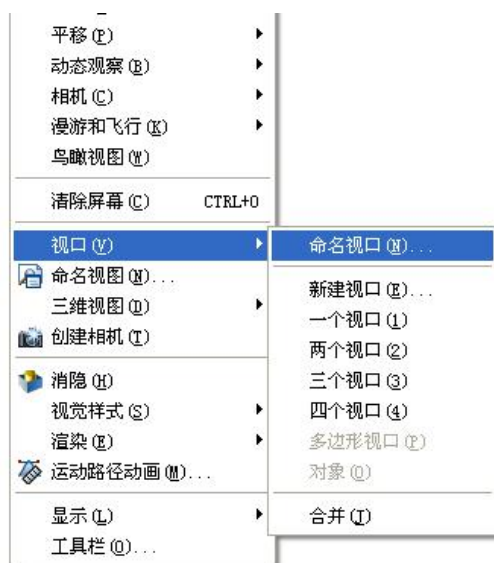 平移(P)
动态观察(B)
相机(C)
漫游和飞行(K)
鸟瞰视图(W)
清除屏幕(C) CTRL+0
视口(V)
命名视图(N)...
三维视图(D)
创建相机(T)
消隐(H)
视觉样式(S)
渲染(E)
运动路径动画(M)...
显示(L)
工具栏(O)...
命名视口(N)...
新建视口(E)...
一个视口(1)
两个视口(2)
三个视口(3)
四个视口(4)
多边形视口(P)
对象(O)
合并(J)